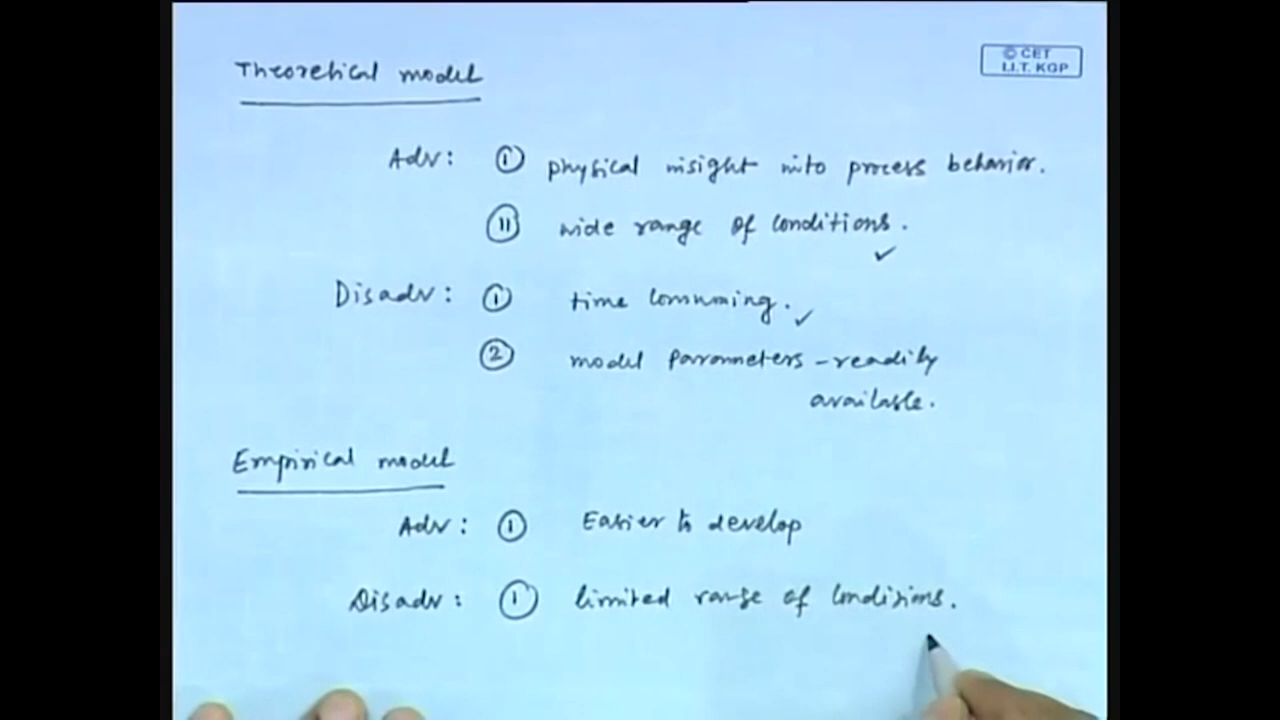 © CET
I.I.T. KGP
Theoretical model
Adv: (i) physical insight into process behavior.
(ii) wide range of conditions.
Disadv: (1) time consuming.
(2) model parameters - readily
available.
Empirical model
Adv: (1) Easier to develop
Disadv: (1) limited range of conditions.